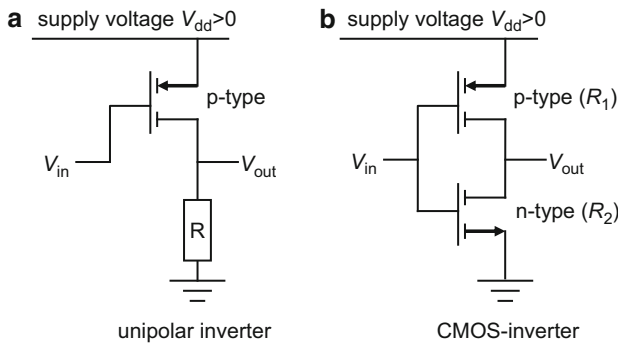 a supply voltage Vdd>0
p-type
Vin
Vout
R
unipolar inverter
b supply voltage Vdd>0
p-type (R1)
Vin
Vout
n-type (R2)
CMOS-inverter